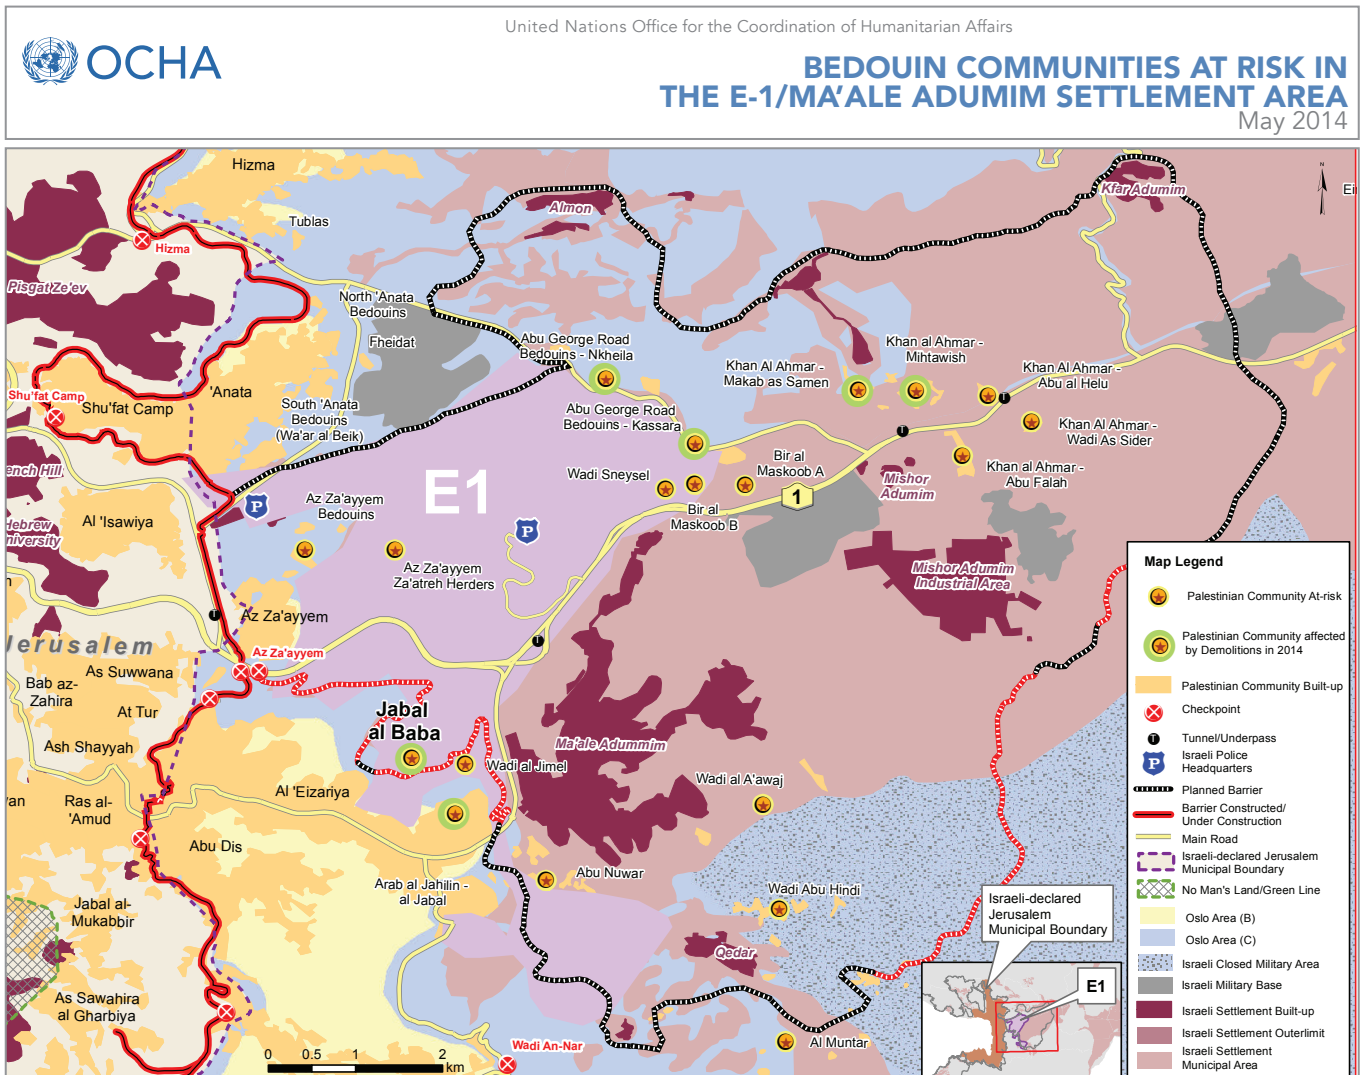 United Nations Office for the Coordination of Humanitarian Affairs
OCHA
BEDOUIN COMMUNITIES AT RISK IN
THE E-1/MA'ALE ADUMIM SETTLEMENT AREA
May 2014
Hizma
Tublas
Hizma
Pisgat Ze'ev
Almon
Kfar Adumim
N
Ei
North 'Anata
Bedouins
Fheidat
Abu George Road
Bedouins - Nkheila
Khan Al Ahmar -
Makab as Samen
Khan al Ahmar -
Mihtawish
Khan Al Ahmar -
Abu al Helu
Shu'fat Camp
Shu'fat Camp
'Anata
South 'Anata
Bedouins
(Wa'ar al Beik)
Abu George Road
Bedouins - Kassara
Khan Al Ahmar -
Wadi As Sider
T
T
ench Hill
E1
Wadi Sneysel
Bir al
Maskoob A
Khan al Ahmar -
Abu Falah
Mishor
Adumim
1
P
Az Za'ayyem
Bedouins
Bir al
Maskoob B
Al 'Isawiya
Hebrew
niversity
P
Az Za'ayyem
Za'atreh Herders
Mishor Adumim
Industrial Area
T
Az Za'ayyem
T
Jerusalem
Az Za'ayyem
As Suwwana
Bab az-
Zahira
At Tur
Ash Shayyah
Jabal
al Baba
Ma'ale Adummim
Wadi al Jimel
Wadi al A'awaj
Al 'Eizariya
Ras al-
'Amud
Abu Dis
Abu Nuwar
Arab al Jahilin -
al Jabal
Wadi Abu Hindi
Jabal al-
Mukabbir
Qedar
As Sawahira
al Gharbiya
Al Muntar
Wadi An-Nar
0 0.5 1 2
km
Map Legend
Palestinian Community At-risk
Palestinian Community affected
by Demolitions in 2014
Palestinian Community Built-up
Checkpoint
T
Tunnel/Underpass
P
Israeli Police
Headquarters
Planned Barrier
Barrier Constructed/
Under Construction
Main Road
Israeli-declared Jerusalem
Municipal Boundary
No Man's Land/Green Line
Oslo Area (B)
Oslo Area (C)
Israeli Closed Military Area
Israeli Military Base
Israeli Settlement Built-up
Israeli Settlement Outerlimit
Israeli Settlement
Municipal Area
Israeli-declared
Jerusalem
Municipal Boundary
E1